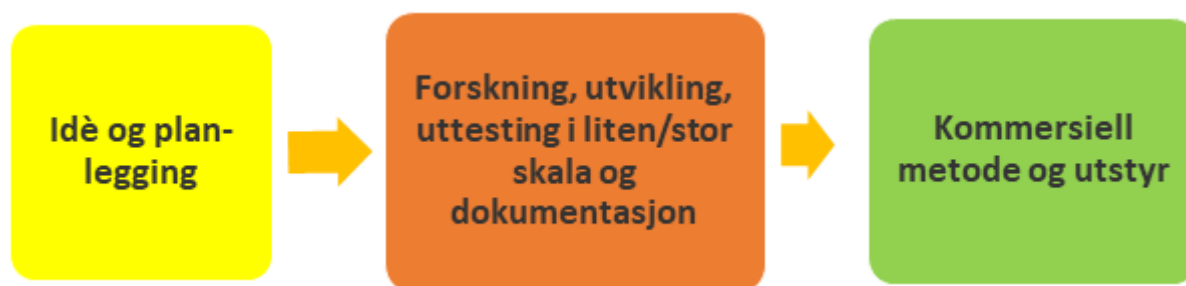 Idè og plan-
legging
Forskning, utvikling,
uttesting i liten/stor
skala og
dokumentasjon
Kommersiell
metode og utstyr